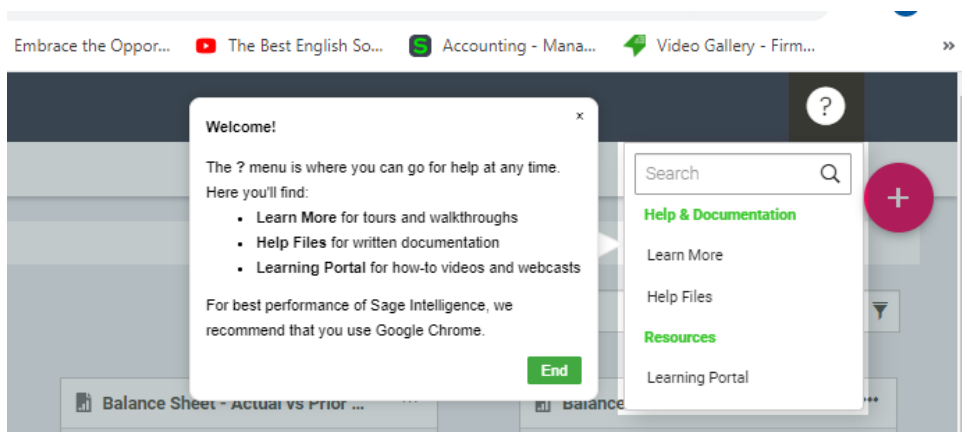 Embrace the Oppor...
The Best English So...
S Accounting - Mana...
Video Gallery - Firm...
»
?
Welcome!
x
The ? menu is where you can go for help at any time.
Here you'll find:
• Learn More for tours and walkthroughs
• Help Files for written documentation
• Learning Portal for how-to videos and webcasts
For best performance of Sage Intelligence, we
recommend that you use Google Chrome.
End
Search
+
Help & Documentation
Learn More
Help Files
Resources
Learning Portal
Balance Sheet - Actual vs Prior ...
...
Balance
...